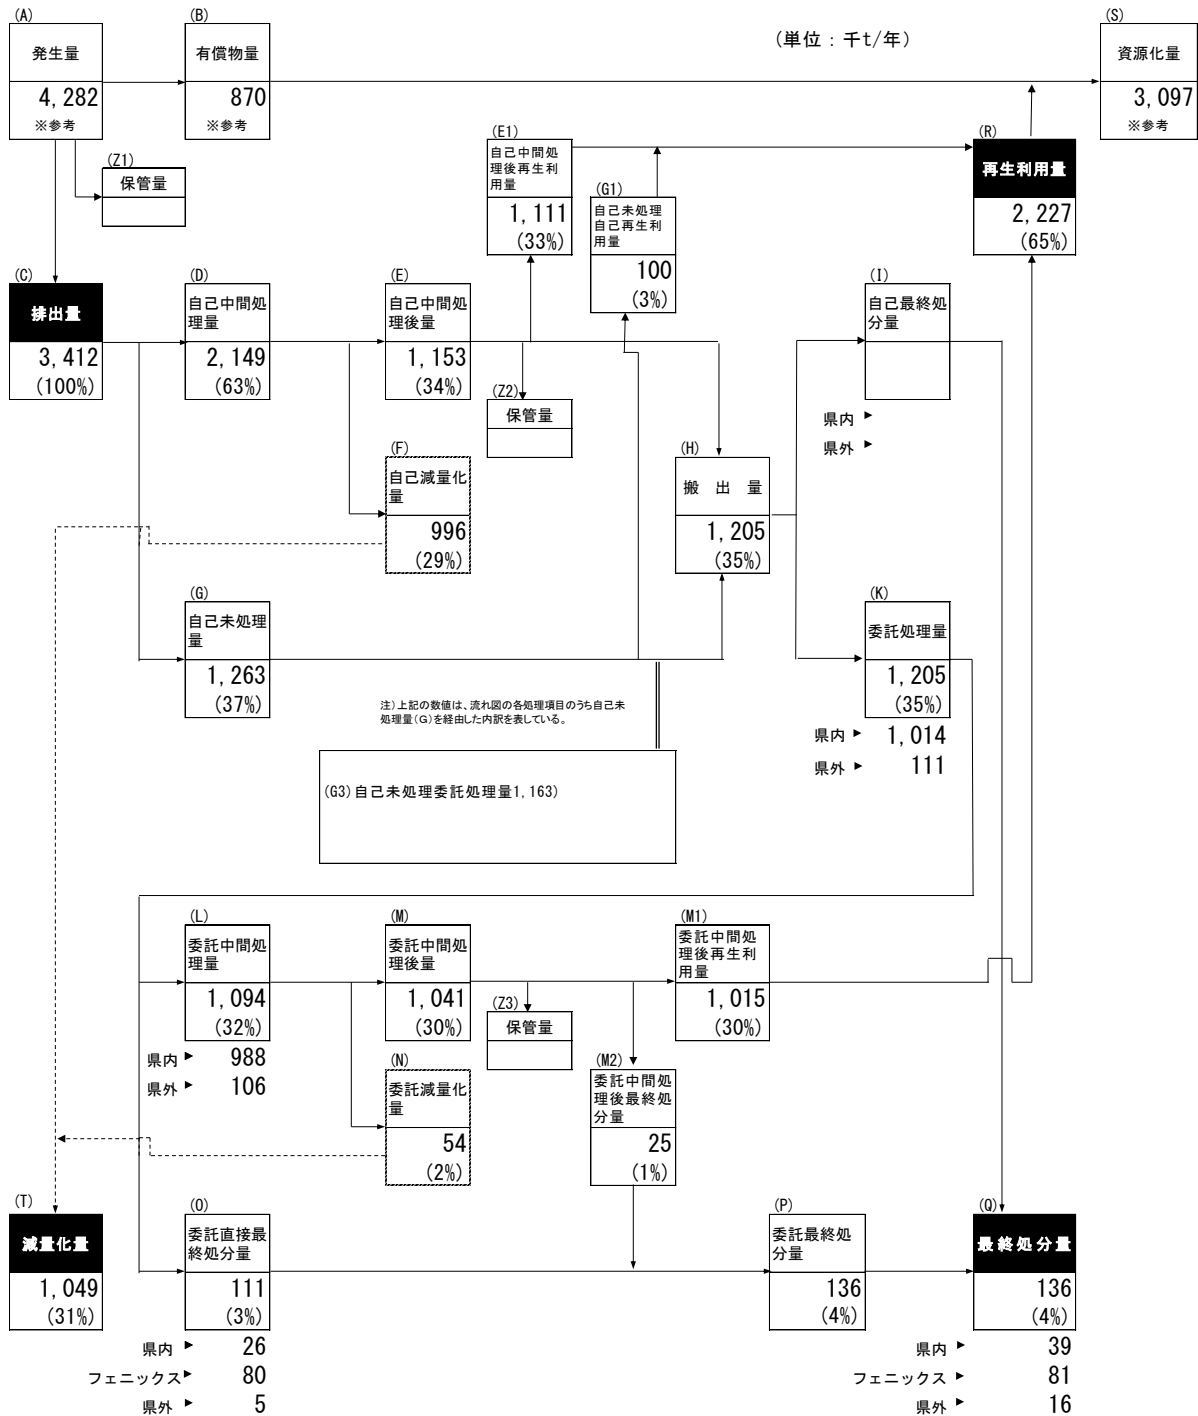 (A)
発生量
4,282
※参考
(B)
有償物量
870
※参考
(単位：千t/年)
(S)
資源化量
3,097
※参考
(Z1)
保管量
(E1)
自己中間処
理後再生利
用量
1,111
(33%)
(G1)
自己未処理
自己再生利
用量
100
(3%)
(R)
再生利用量
2,227
(65%)
(C)
排出量
3,412
(100%)
(D)
自己中間処
理量
2,149
(63%)
(E)
自己中間処
理後量
1,153
(34%)
(Z2)
保管量
(I)
自己最終処
分量
県内
県外
(F)
自己減量化
量
996
(29%)
(H)
搬　出　量
1,205
(35%)
(G)
自己未処理
量
1,263
(37%)
(K)
委託処理量
1,205
(35%)
県内 1,014
県外 111
注)上記の数値は、流れ図の各処理項目のうち自己未
処理量(G)を経由した内訳を表している。
(G3)自己未処理委託処理量1,163)
(L)
委託中間処
理量
1,094
(32%)
県内 988
県外 106
(M)
委託中間処
理後量
1,041
(30%)
(Z3)
保管量
(M1)
委託中間処
理後再生利
用量
1,015
(30%)
(N)
委託減量化
量
54
(2%)
(M2)
委託中間処
理後最終処
分量
25
(1%)
(T)
減量化量
1,049
(31%)
(O)
委託直接最
終処分量
111
(3%)
県内 26
フェニックス 80
県外 5
(P)
委託最終処
分量
136
(4%)
(Q)
最終処分量
136
(4%)
県内 39
フェニックス 81
県外 16